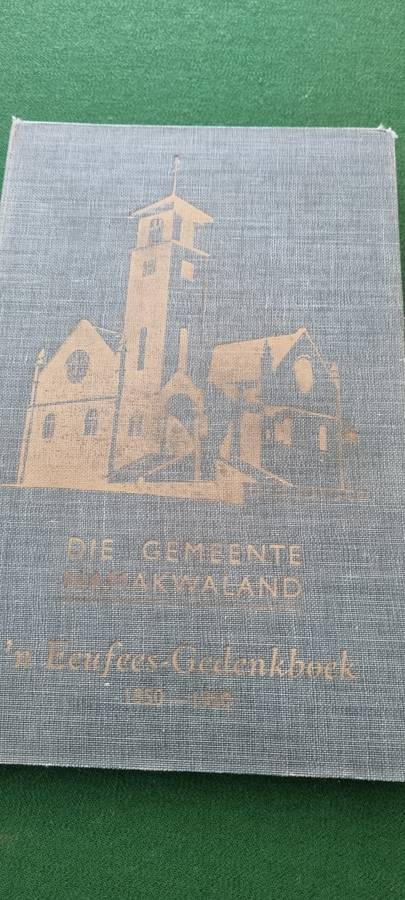 DIE GEMEENTE
NAMAKWALAND
'n Eeufees-Gedenkboek
1850—1950